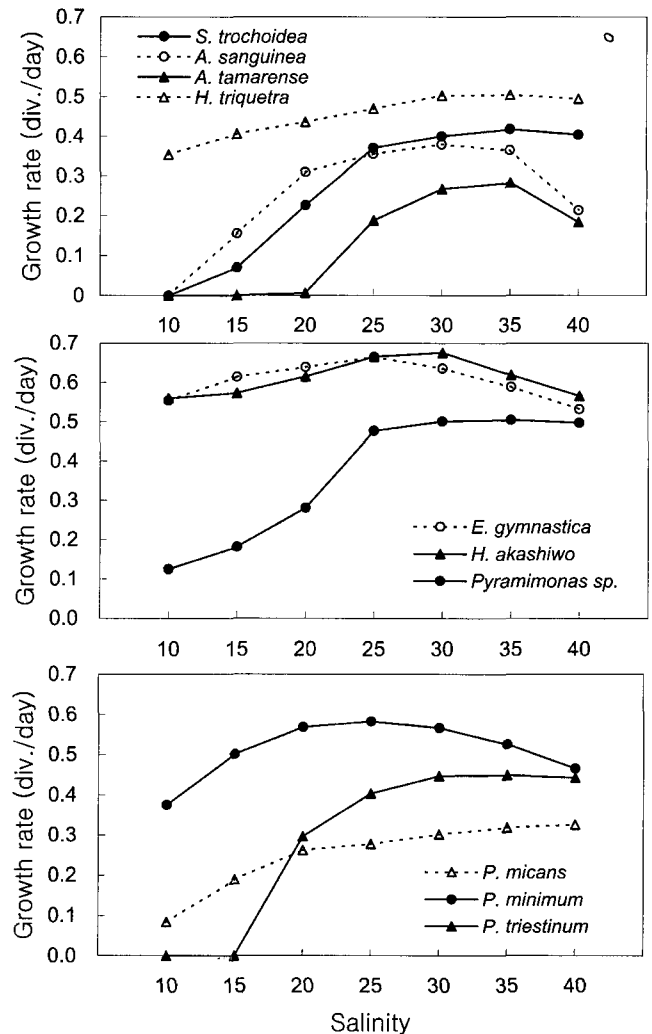 Growth rate (div./day)
0.7
0.6
0.5
0.4
0.3
0.2
0.1
0
S. trochoidea
A. sanguinea
A. tamarense
H. triquetra
10 15 20 25 30 35 40
Growth rate (div./day)
0.7
0.6
0.5
0.4
0.3
0.2
0.1
0.0
E. gymnastica
H. akashiwo
Pyramimonas sp.
10 15 20 25 30 35 40
Growth rate (div./day)
0.7
0.6
0.5
0.4
0.3
0.2
0.1
0.0
P. micans
P. minimum
P. triestinum
10 15 20 25 30 35 40
Salinity